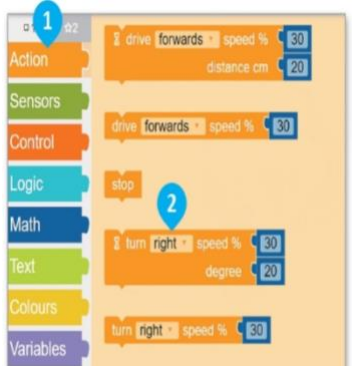 1
2
Action
Sensors
Control
Logic
Math
Text
Colours
Variables
drive forwards speed % 30
distance cm 20
drive forwards speed % 30
stop
2
turn right speed % 30
degree 20
turn right speed % 30